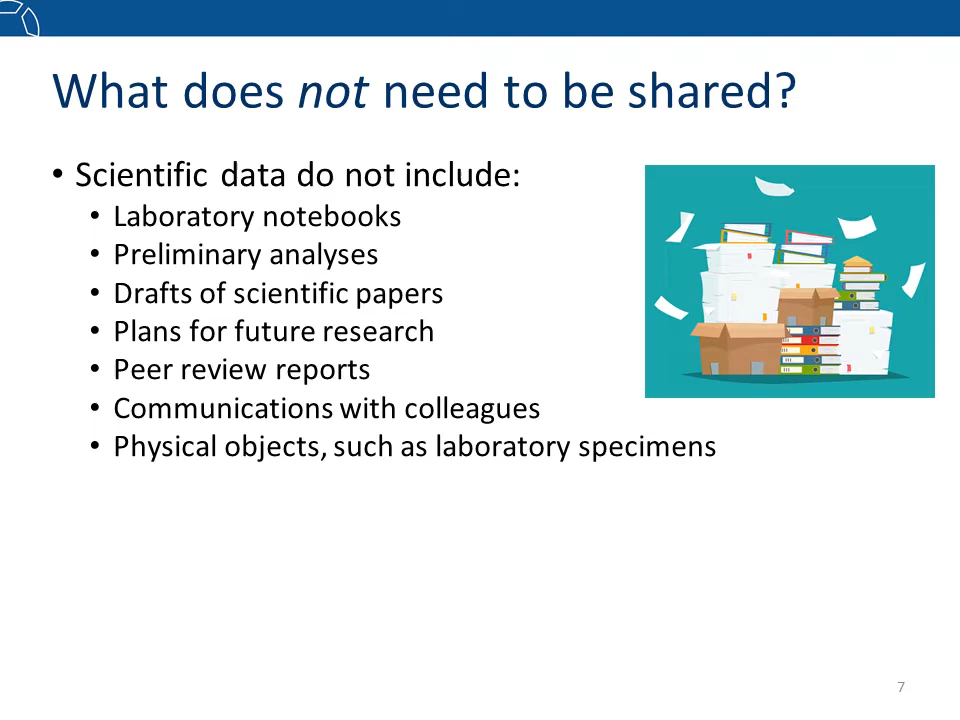 What does not need to be shared?
• Scientific data do not include:
• Laboratory notebooks
• Preliminary analyses
• Drafts of scientific papers
• Plans for future research
• Peer review reports
• Communications with colleagues
• Physical objects, such as laboratory specimens
7